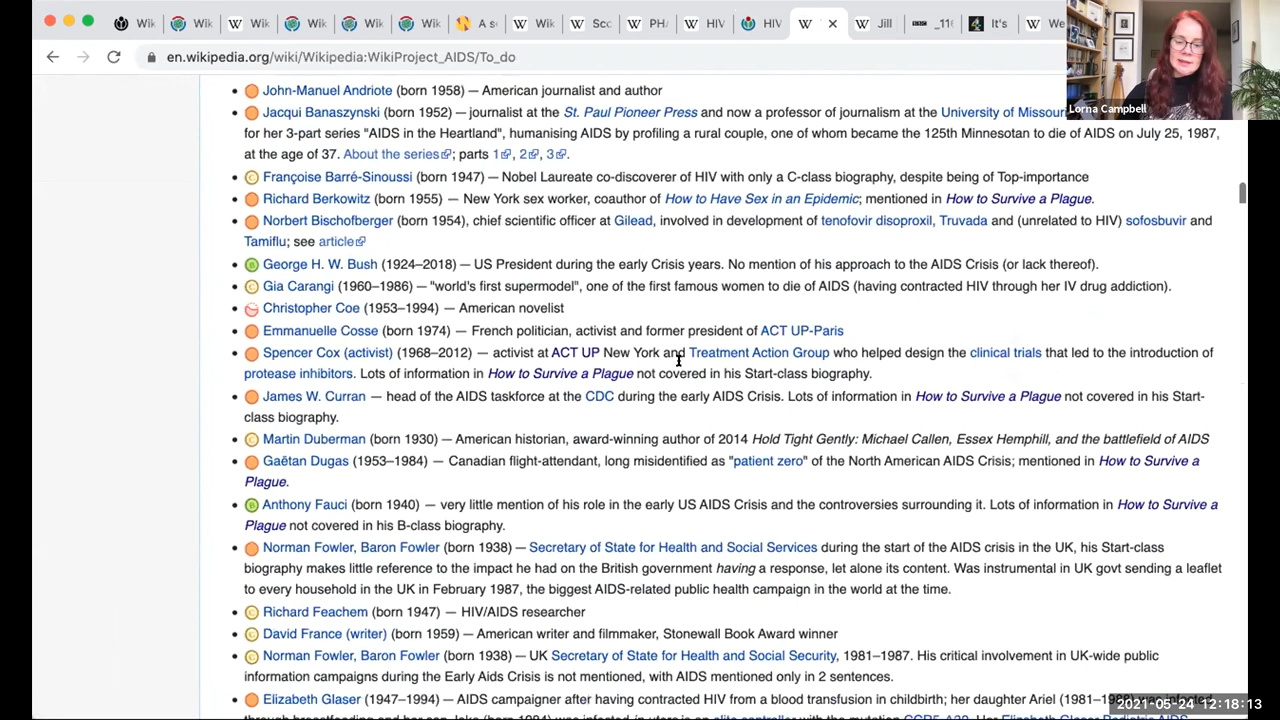 Wik
Wik
Wik
Wik
Wik
Wik
A s
Wik
Scc
PHA
HIV
HIV
Jill
_11
It's
We
en.wikipedia.org/wiki/Wikipedia:WikiProject_AIDS/To_do
Lorna Campbell
John-Manuel Andriote (born 1958) — American journalist and author
Jacqui Banaszynski (born 1952) — journalist at the St. Paul Pioneer Press and now a professor of journalism at the University of Missour
for her 3-part series "AIDS in the Heartland", humanising AIDS by profiling a rural couple, one of whom became the 125th Minnesotan to die of AIDS on July 25, 1987,
at the age of 37. About the series; parts 1, 2, 3.
Françoise Barré-Sinoussi (born 1947) — Nobel Laureate co-discoverer of HIV with only a C-class biography, despite being of Top-importance
Richard Berkowitz (born 1955) — New York sex worker, coauthor of How to Have Sex in an Epidemic; mentioned in How to Survive a Plague.
Norbert Bischofberger (born 1954), chief scientific officer at Gilead, involved in development of tenofovir disoproxil, Truvada and (unrelated to HIV) sofosbuvir and
Tamiflu; see article
George H. W. Bush (1924–2018) — US President during the early Crisis years. No mention of his approach to the AIDS Crisis (or lack thereof).
Gia Carangi (1960–1986) — "world's first supermodel", one of the first famous women to die of AIDS (having contracted HIV through her IV drug addiction).
Christopher Coe (1953–1994) — American novelist
Emmanuelle Cosse (born 1974) — French politician, activist and former president of ACT UP-Paris
Spencer Cox (activist) (1968–2012) — activist at ACT UP New York and Treatment Action Group who helped design the clinical trials that led to the introduction of
protease inhibitors. Lots of information in How to Survive a Plague not covered in his Start-class biography.
James W. Curran — head of the AIDS taskforce at the CDC during the early AIDS Crisis. Lots of information in How to Survive a Plague not covered in his Start-
class biography.
Martin Duberman (born 1930) — American historian, award-winning author of 2014 Hold Tight Gently: Michael Callen, Essex Hemphill, and the battlefield of AIDS
Gaëtan Dugas (1953–1984) — Canadian flight-attendant, long misidentified as "patient zero" of the North American AIDS Crisis; mentioned in How to Survive a
Plague.
Anthony Fauci (born 1940) — very little mention of his role in the early US AIDS Crisis and the controversies surrounding it. Lots of information in How to Survive a
Plague not covered in his B-class biography.
Norman Fowler, Baron Fowler (born 1938) — Secretary of State for Health and Social Services during the start of the AIDS crisis in the UK, his Start-class
biography makes little reference to the impact he had on the British government having a response, let alone its content. Was instrumental in UK govt sending a leaflet
to every household in the UK in February 1987, the biggest AIDS-related public health campaign in the world at the time.
Richard Feachem (born 1947) — HIV/AIDS researcher
David France (writer) (born 1959) — American writer and filmmaker, Stonewall Book Award winner
Norman Fowler, Baron Fowler (born 1938) — UK Secretary of State for Health and Social Security, 1981–1987. His critical involvement in UK-wide public
information campaigns during the Early Aids Crisis is not mentioned, with AIDS mentioned only in 2 sentences.
Elizabeth Glaser (1947–1994) — AIDS campaigner after having contracted HIV from a blood transfusion in childbirth; her daughter Ariel (1981–1988) was infected
2021-05-24 12:18:13